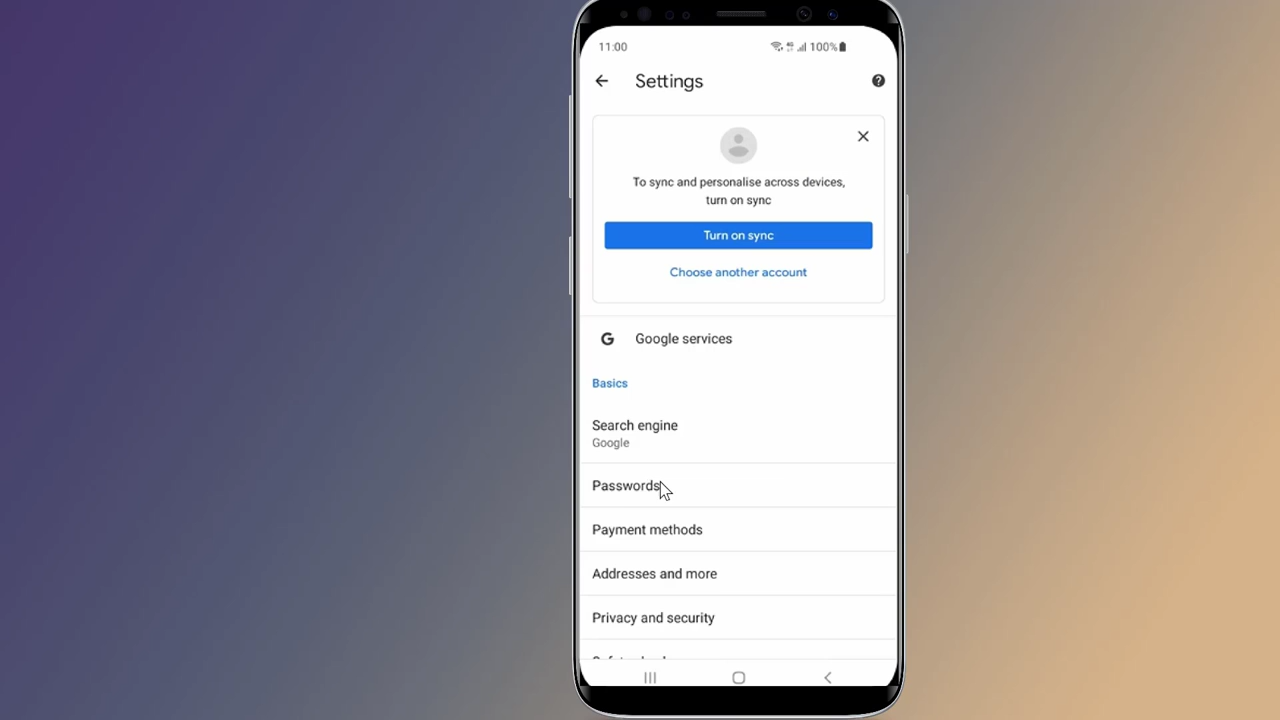 11:00
100%
Settings
To sync and personalise across devices,
turn on sync
Turn on sync
Choose another account
G Google services
Basics
Search engine
Google
Passwords
Payment methods
Addresses and more
Privacy and security